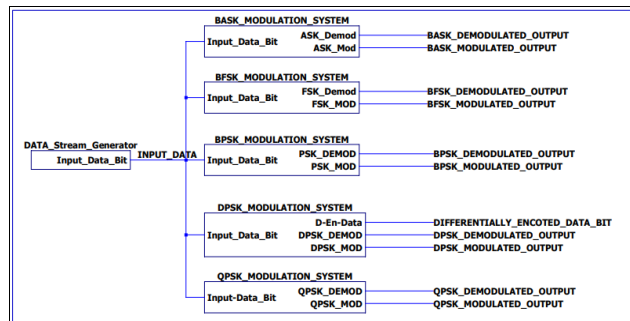 BASK_MODULATION_SYSTEM
Input_Data_Bit
ASK_Demod
BASK_DEMODULATED_OUTPUT
ASK_Mod
BASK_MODULATED_OUTPUT
BFSK_MODULATION_SYSTEM
Input_Data_Bit
FSK_Demod
BFSK_DEMODULATED_OUTPUT
FSK_MOD
BFSK_MODULATED_OUTPUT
DATA_Stream_Generator
Input_Data_Bit
INPUT_DATA
BPSK_MODULATION_SYSTEM
Input_Data_Bit
PSK_DEMOD
BPSK_DEMODULATED_OUTPUT
PSK_MOD
BPSK_MODULATED_OUTPUT
DPSK_MODULATION_SYSTEM
Input_Data_Bit
D-En-Data
DIFFERENTIALLY_ENCOTED_DATA_BIT
DPSK_DEMOD
DPSK_DEMODULATED_OUTPUT
DPSK_MOD
DPSK_MODULATED_OUTPUT
QPSK_MODULATION_SYSTEM
Input-Data_Bit
QPSK_DEMOD
QPSK_DEMODULATED_OUTPUT
QPSK_MOD
QPSK_MODULATED_OUTPUT